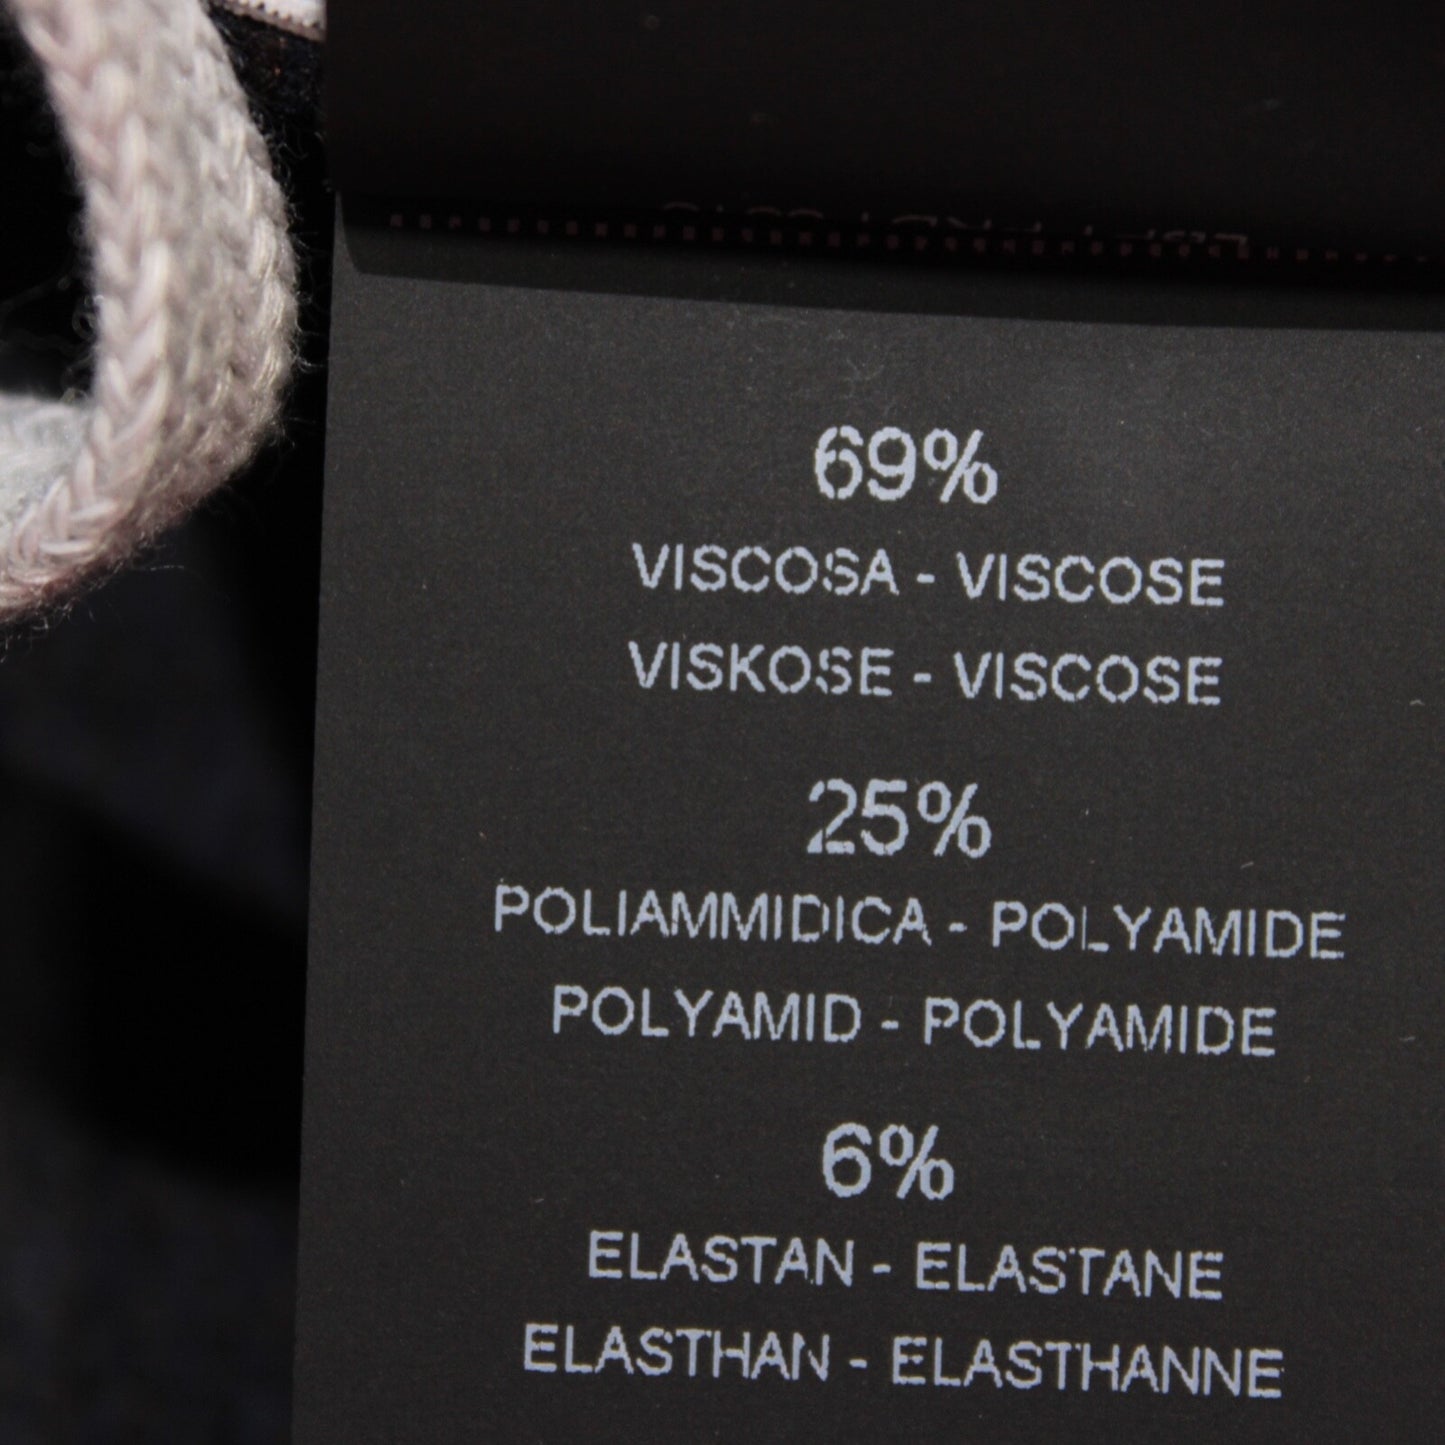 69%
VISCOSA - VISCOSE
VISKOSE - VISCOSE
25%
POLIAMMIDICA - POLYAMIDE
POLYAMID - POLYAMIDE
6%
ELASTAN - ELASTANE
ELASTHAN - ELASTHANNE